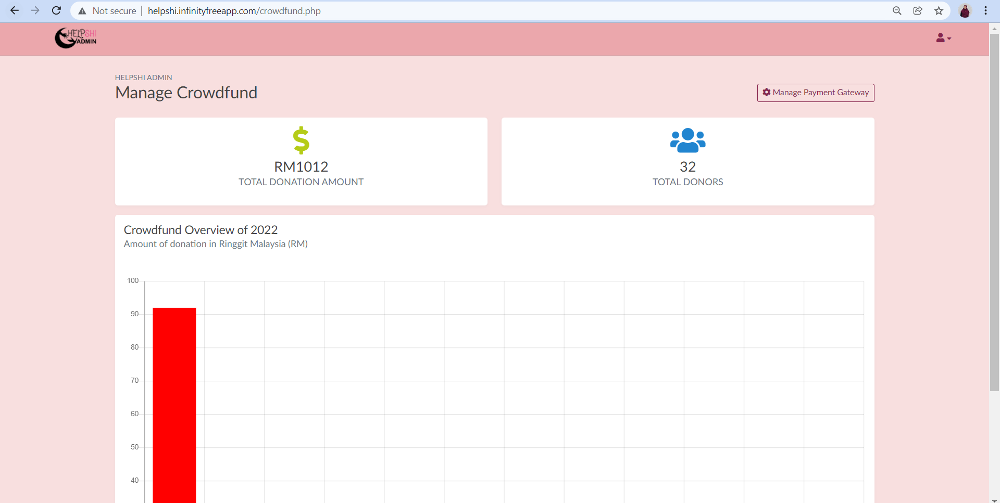 Not secure | helpshi.infinityfreeapp.com/crowdfund.php
HELPSHI
ADMIN
HELPSHI ADMIN
Manage Crowdfund
Manage Payment Gateway
$
RM1012
TOTAL DONATION AMOUNT
32
TOTAL DONORS
Crowdfund Overview of 2022
Amount of donation in Ringgit Malaysia (RM)
100
90
80
70
60
50
40